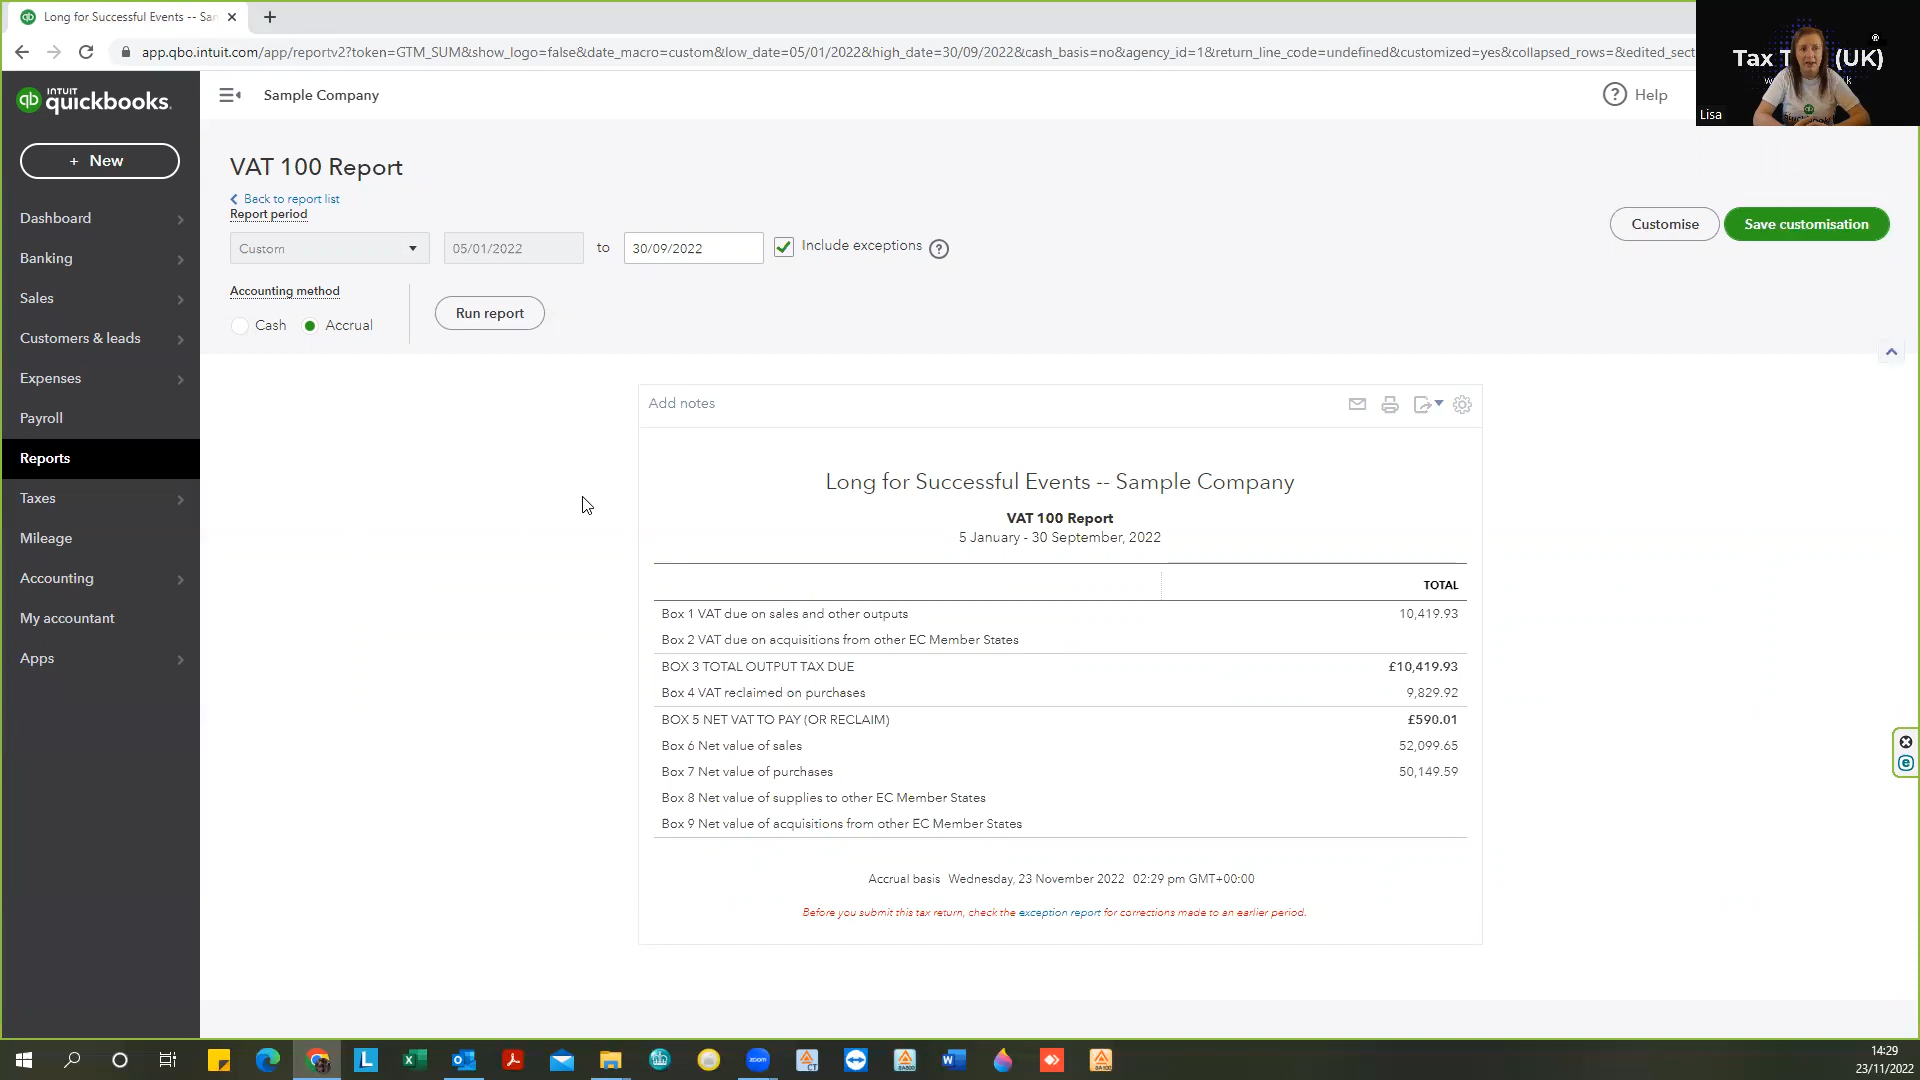 Long for Successful Events -- Sam
app.qbo.intuit.com/app/reportv2?token=GTM_SUM&show_logo=false&date_macro=custom&low_date=05/01/2022&high_date=30/09/2022&cash_basis=no&agency_id=1&return_line_code=undefined&customized=yes&collapsed_rows=&edited_sect
Tax T (UK)
®
Lisa
INTUIT
quickbooks.
Sample Company
? Help
+ New
Dashboard
Banking
Sales
Customers & leads
Expenses
Payroll
Reports
Taxes
Mileage
Accounting
My accountant
Apps
VAT 100 Report
Back to report list
Report period
Custom
05/01/2022
to
30/09/2022
Include exceptions ?
Customise
Save customisation
Accounting method
Cash
Accrual
Run report
Add notes
Long for Successful Events -- Sample Company
VAT 100 Report
5 January - 30 September, 2022
TOTAL
Box 1 VAT due on sales and other outputs 10,419.93
Box 2 VAT due on acquisitions from other EC Member States
BOX 3 TOTAL OUTPUT TAX DUE £10,419.93
Box 4 VAT reclaimed on purchases 9,829.92
BOX 5 NET VAT TO PAY (OR RECLAIM) £590.01
Box 6 Net value of sales 52,099.65
Box 7 Net value of purchases 50,149.59
Box 8 Net value of supplies to other EC Member States
Box 9 Net value of acquisitions from other EC Member States
Accrual basis Wednesday, 23 November 2022 02:29 pm GMT+00:00
Before you submit this tax return, check the exception report for corrections made to an earlier period.
14:29
23/11/2022